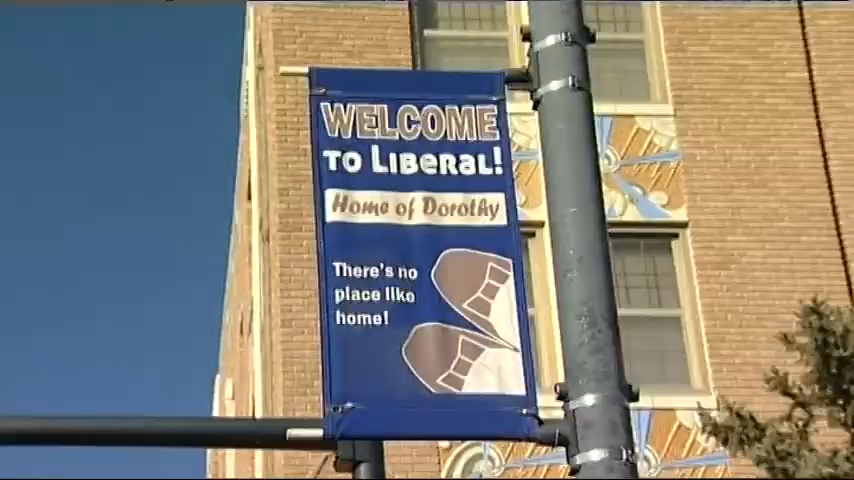 WELCOME
TO LIBERAL!
Home of Dorothy
There's no
place like
home!